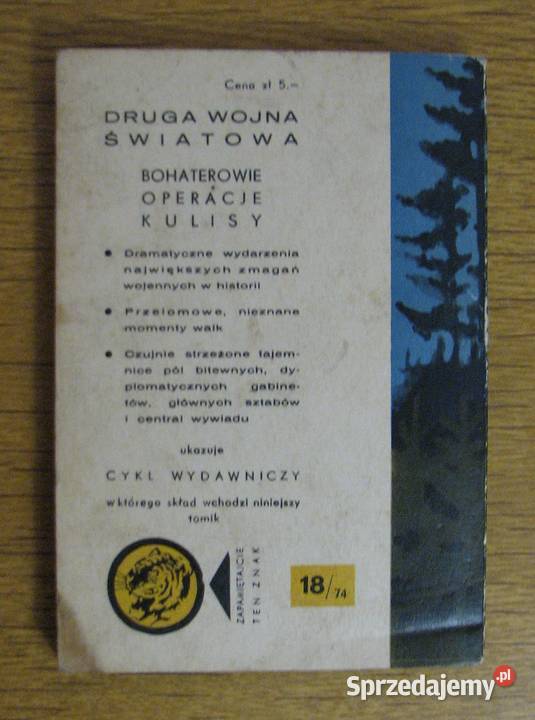 Cena zł 5.–
DRUGA WOJNA
ŚWIATOWA
BOHATEROWIE
OPERACJE
KULISY
• Dramatyczne wydarzenia
największych zmagań
wojennych w historii
• Przełomowe, nieznane
momenty walk
• Czujnie strzeżone tajem-
nice pól bitewnych, dy-
plomatycznych gabine-
tów, głównych sztabów
i central wywiadu
ukazuje
CYKL WYDAWNICZY
w którego skład wchodzi niniejszy
tomik
ZAPAMIĘTAJCIE
TEN ZNAK
18/74
Sprzedajemy.pl